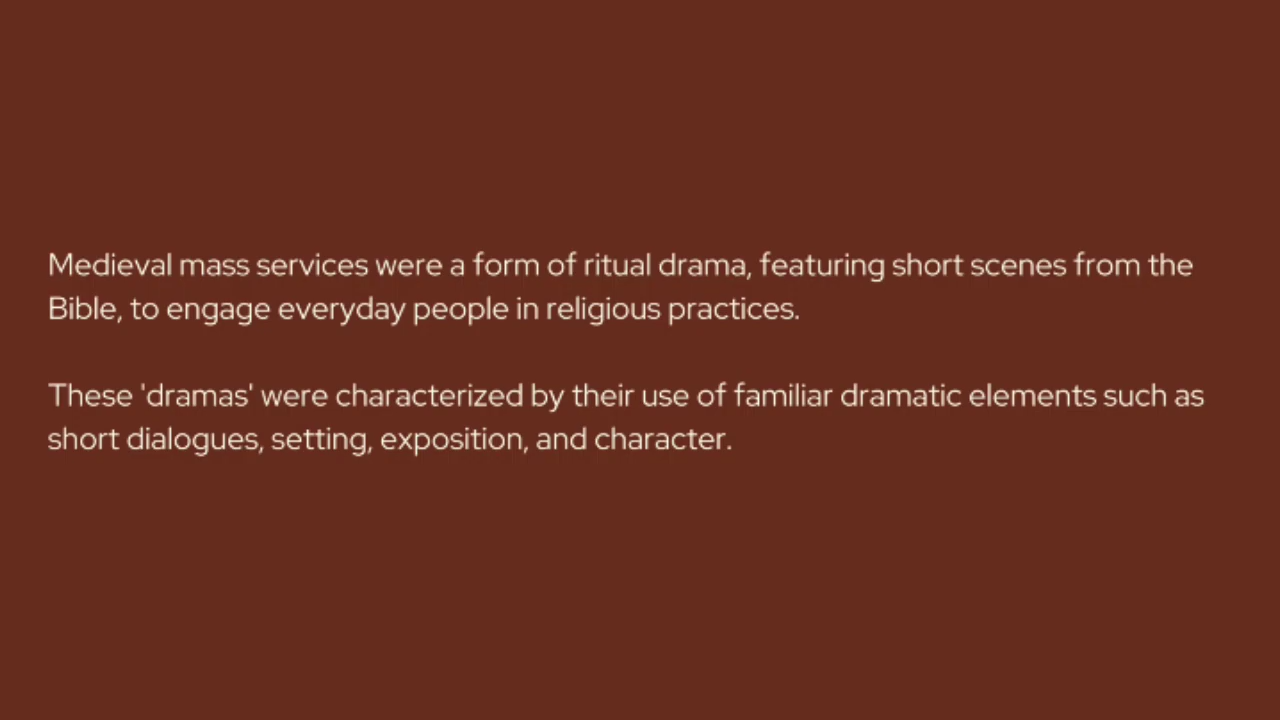 Medieval mass services were a form of ritual drama, featuring short scenes from the
Bible, to engage everyday people in religious practices.
These 'dramas' were characterized by their use of familiar dramatic elements such as
short dialogues, setting, exposition, and character.